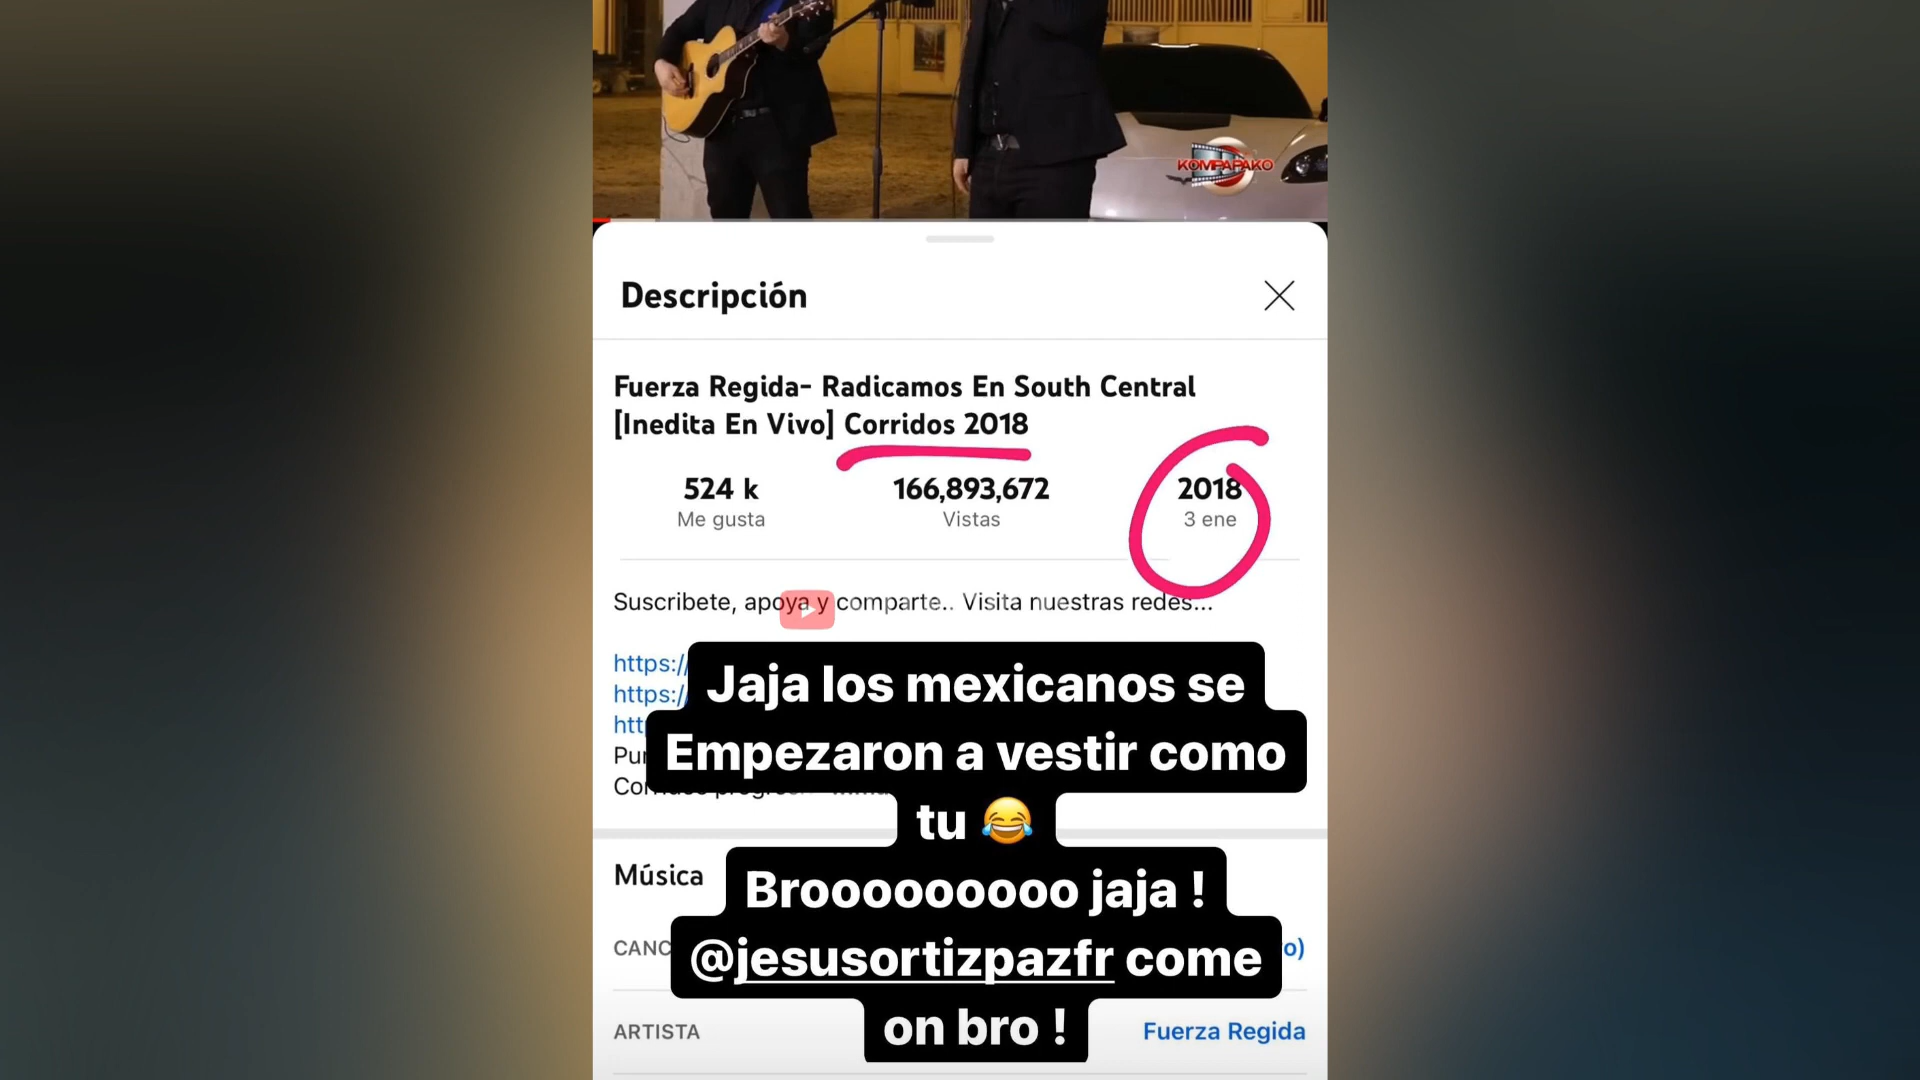 KOMPAPAKO
Descripción
Fuerza Regida- Radicamos En South Central
[Inedita En Vivo] Corridos 2018
524 k
166,893,672
2018
Me gusta
Vistas
3 ene
Suscribete, apoya y comparte.. Visita nuestras redes...
https://
https://
Jaja los mexicanos se
Empezaron a vestir como
tu 😂
Música
Brooooooooo jaja !
@jesusortizpazfr come
on bro !
ARTISTA
Fuerza Regida